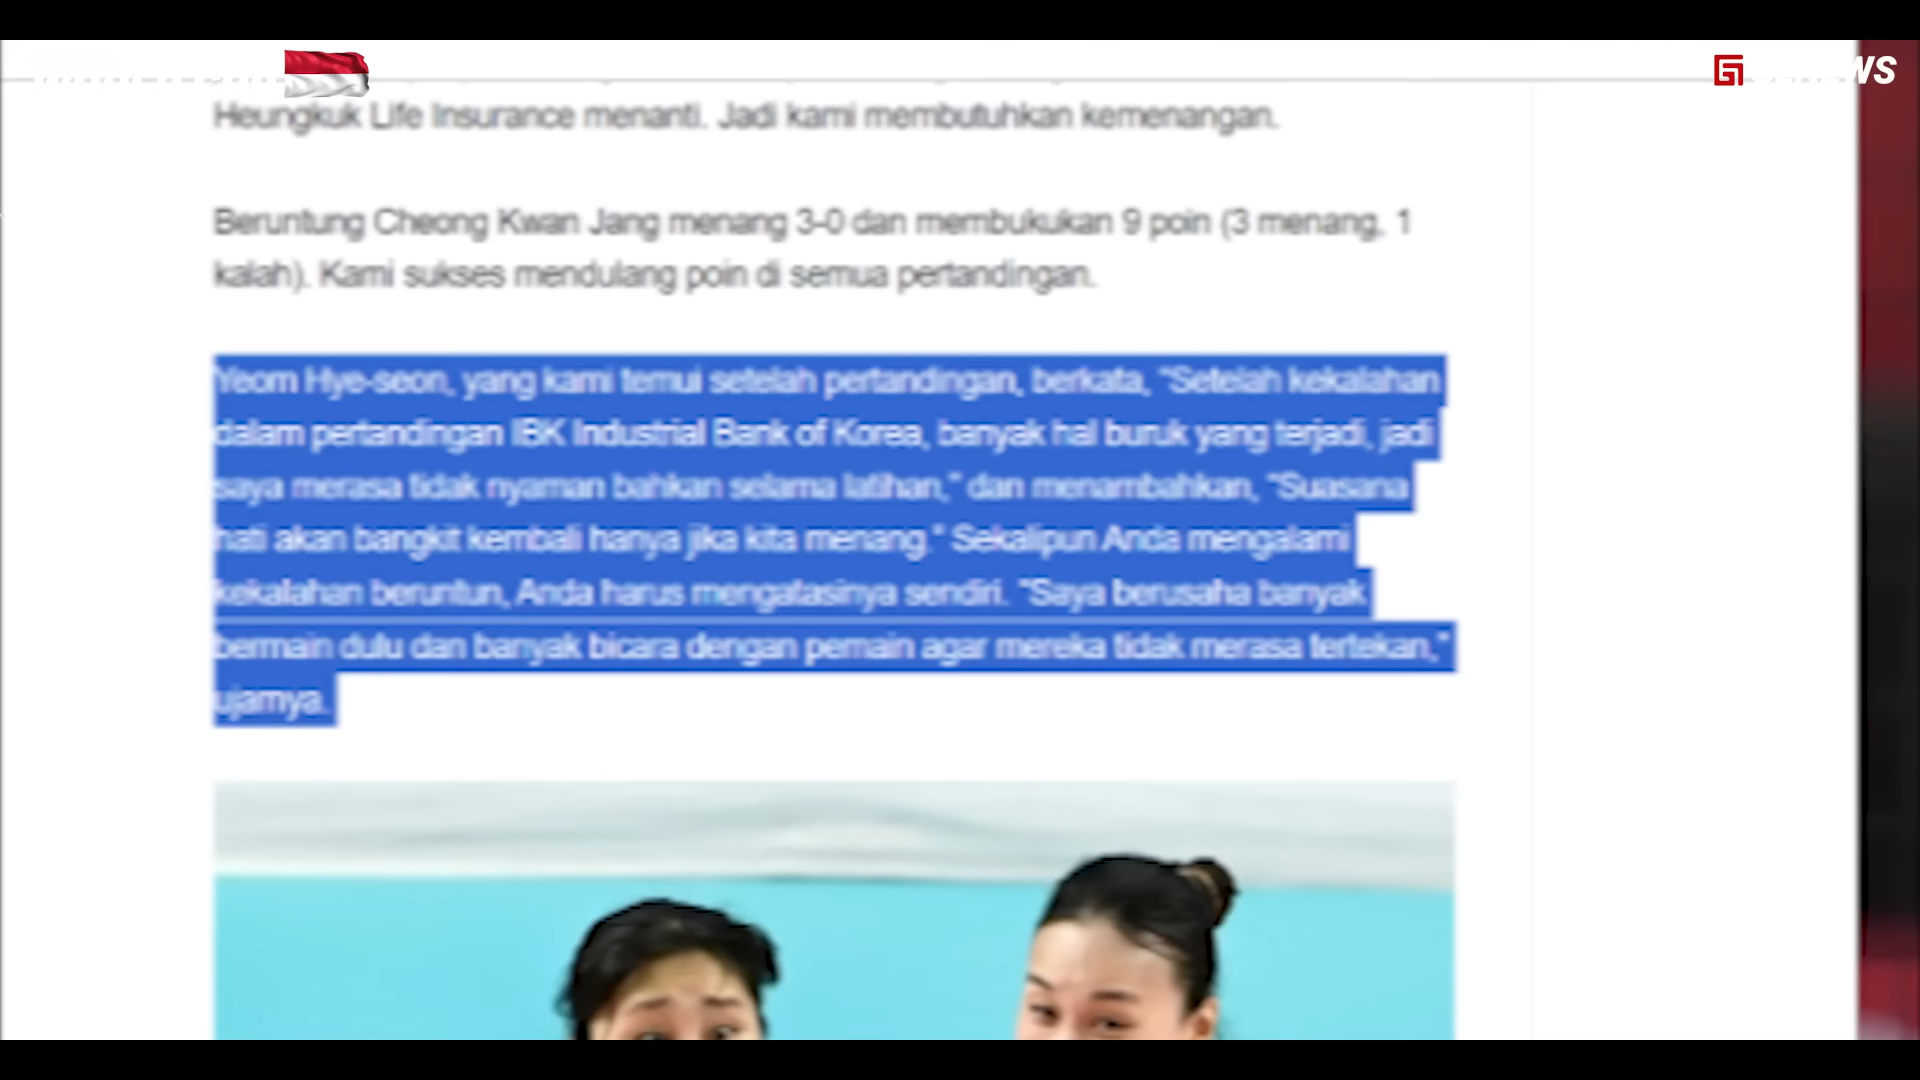 Heungkuk Life Insurance menanti. Jadi kami membutuhkan kemenangan.
Beruntung Cheong Kwan Jang menang 3-0 dan membukukan 9 poin (3 menang, 1
kalah). Kami sukses mendulang poin di semua pertandingan.
Yeom Hye-seon, yang kami temui setelah pertandingan, berkata, "Setelah kekalahan
dalam pertandingan IBK Industrial Bank of Korea, banyak hal buruk yang terjadi, jadi
saya merasa tidak nyaman bahkan selama latihan," dan menambahkan, "Suasana
hati akan bangkit kembali hanya jika kita menang." Sekalipun Anda mengalami
kekalahan beruntun, Anda harus mengatasinya sendiri. "Saya berusaha banyak
bermain dulu dan banyak bicara dengan pemain agar mereka tidak merasa tertekan,"
ujarnya.